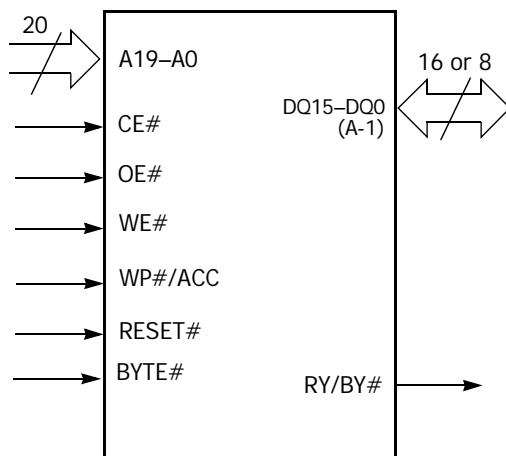 20
A19–A0
16 or 8
DQ15–DQ0
(A-1)
CE#
OE#
WE#
WP#/ACC
RESET#
BYTE#
RY/BY#